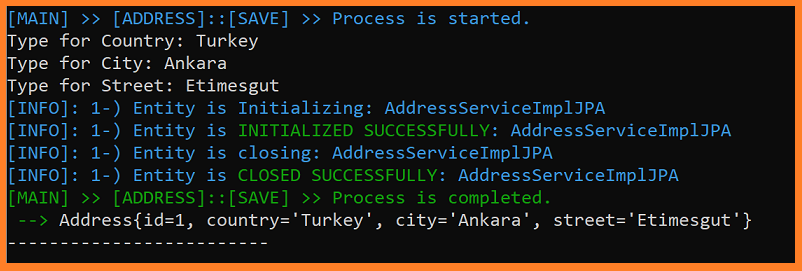 [MAIN] >> [ADDRESS]::[SAVE] >> Process is started.
Type for Country: Turkey
Type for City: Ankara
Type for Street: Etimesgut
[INFO]: 1-) Entity is Initializing: AddressServiceImplJPA
[INFO]: 1-) Entity is INITIALIZED SUCCESSFULLY: AddressServiceImplJPA
[INFO]: 1-) Entity is closing: AddressServiceImplJPA
[INFO]: 1-) Entity is CLOSED SUCCESSFULLY: AddressServiceImplJPA
[MAIN] >> [ADDRESS]::[SAVE] >> Process is completed.
 --> Address{id=1, country='Turkey', city='Ankara', street='Etimesgut'}
-------------------------